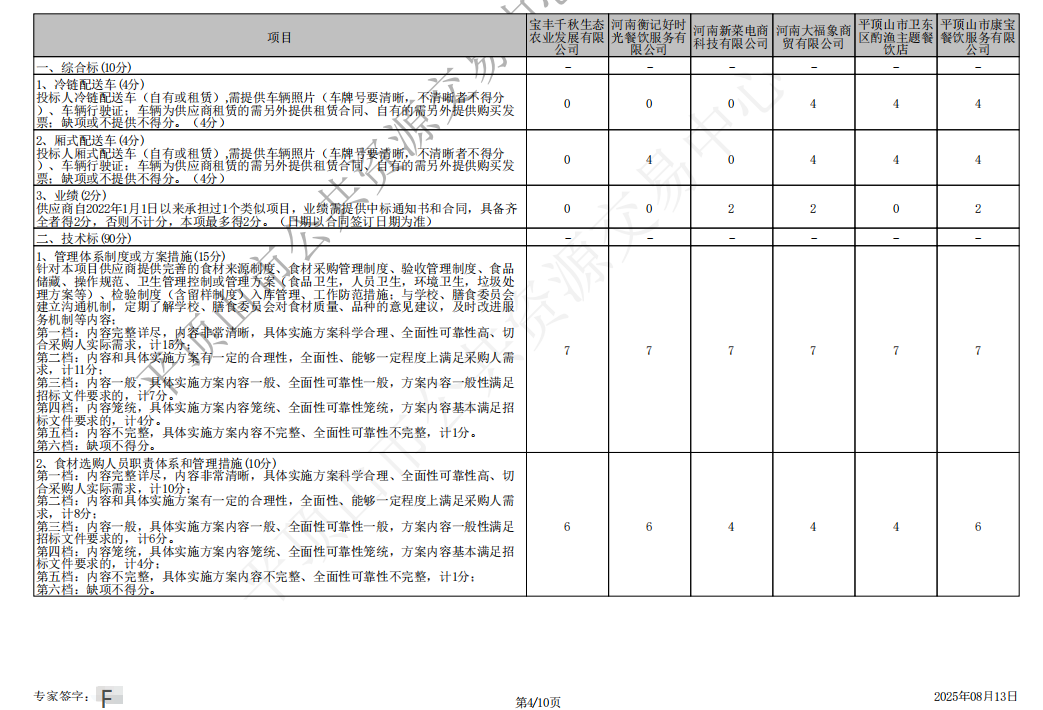 项目
宝丰千秋生态
农业发展有限
公司
河南衡记好时
光餐饮服务有
限公司
河南新菜电商
科技有限公司
河南大福象商
贸有限公司
平顶山市卫东
区酌渔主题餐
饮店
平顶山市康宝
餐饮服务有限
公司
一、综合标(10分) – – – – – –
1、冷链配送车(4分)
投标人冷链配送车（自有或租赁）,需提供车辆照片（车牌号要清晰，不清晰者不得分
）、车辆行驶证；车辆为供应商租赁的需另外提供租赁合同、自有的需另外提供购买发
票；缺项或不提供不得分。（4分）
0 0 0 4 4 4
2、厢式配送车(4分)
投标人厢式配送车（自有或租赁）,需提供车辆照片（车牌号要清晰，不清晰者不得分
）、车辆行驶证；车辆为供应商租赁的需另外提供租赁合同、自有的需另外提供购买发
票；缺项或不提供不得分。（4分）
0 4 0 4 4 4
3、业绩(2分)
供应商自2022年1月1日以来承担过1个类似项目，业绩需提供中标通知书和合同，具备齐
全者得2分，否则不计分，本项最多得2分。（日期以合同签订日期为准）
0 0 2 2 0 2
二、技术标(90分) – – – – – –
1、管理体系制度或方案措施(15分)
针对本项目供应商提供完善的食材来源制度、食材采购管理制度、验收管理制度、食品
储藏、操作规范、卫生管理控制或管理方案（食品卫生，人员卫生，环境卫生，垃圾处
理方案等）、检验制度（含留样制度）入库管理、工作防范措施；与学校、膳食委员会
建立沟通机制，定期了解学校、膳食委员会对食材质量、品种的意见建议，及时改进服
务机制等内容；
第一档：内容完整详尽，内容非常清晰，具体实施方案科学合理、全面性可靠性高、切
合采购人实际需求，计15分；
第二档：内容和具体实施方案有一定的合理性，全面性、能够一定程度上满足采购人需
求，计11分；
第三档：内容一般，具体实施方案内容一般、全面性可靠性一般，方案内容一般性满足
招标文件要求的，计7分。
第四档：内容笼统，具体实施方案内容笼统、全面性可靠性笼统，方案内容基本满足招
标文件要求的，计4分。
第五档：内容不完整，具体实施方案内容不完整、全面性可靠性不完整，计1分。
第六档：缺项不得分。
7 7 7 7 7 7
2、食材选购人员职责体系和管理措施(10分)
第一档：内容完整详尽，内容非常清晰，具体实施方案科学合理、全面性可靠性高、切
合采购人实际需求，计10分；
第二档：内容和具体实施方案有一定的合理性，全面性、能够一定程度上满足采购人需
求，计8分；
第三档：内容一般，具体实施方案内容一般、全面性可靠性一般，方案内容一般性满足
招标文件要求的，计6分。
第四档：内容笼统，具体实施方案内容笼统、全面性可靠性笼统，方案内容基本满足招
标文件要求的，计4分；
第五档：内容不完整，具体实施方案内容不完整、全面性可靠性不完整，计1分；
第六档：缺项不得分。
6 6 4 4 4 6
平顶山市公共资源交易中心
平顶山市公共资源交易中心
专家签字：F
第4/10页
2025年08月13日